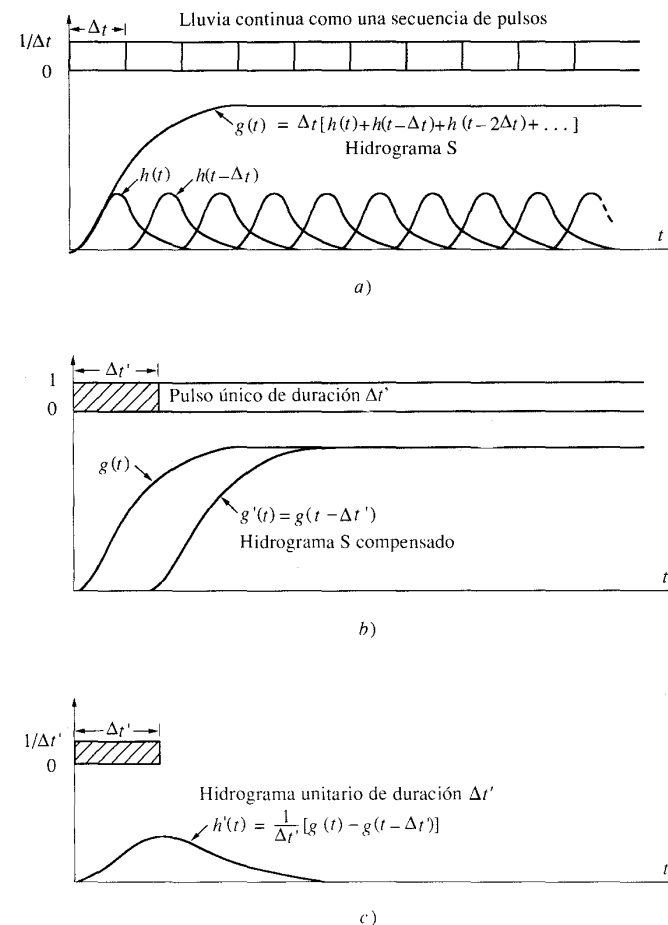 Lluvia continua como una secuencia de pulsos
Δt
1/Δt
0
g(t) = Δt[h(t)+h(t−Δt)+h(t−2Δt)+ . . . ]
Hidrograma S
h(t)
h(t−Δt)
t
a)
Δt'
1
0
Pulso único de duración Δt'
g(t)
g'(t) = g(t − Δt')
Hidrograma S compensado
t
b)
Δt'
1/Δt'
0
Hidrograma unitario de duración Δt'
h'(t) = 1/Δt' [g (t) − g(t − Δt')]
t
c)